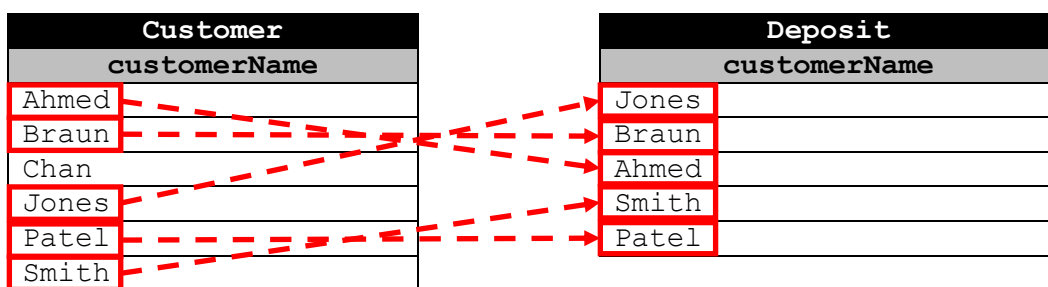 Customer
customerName
Ahmed
Braun
Chan
Jones
Patel
Smith
Deposit
customerName
Jones
Braun
Ahmed
Smith
Patel